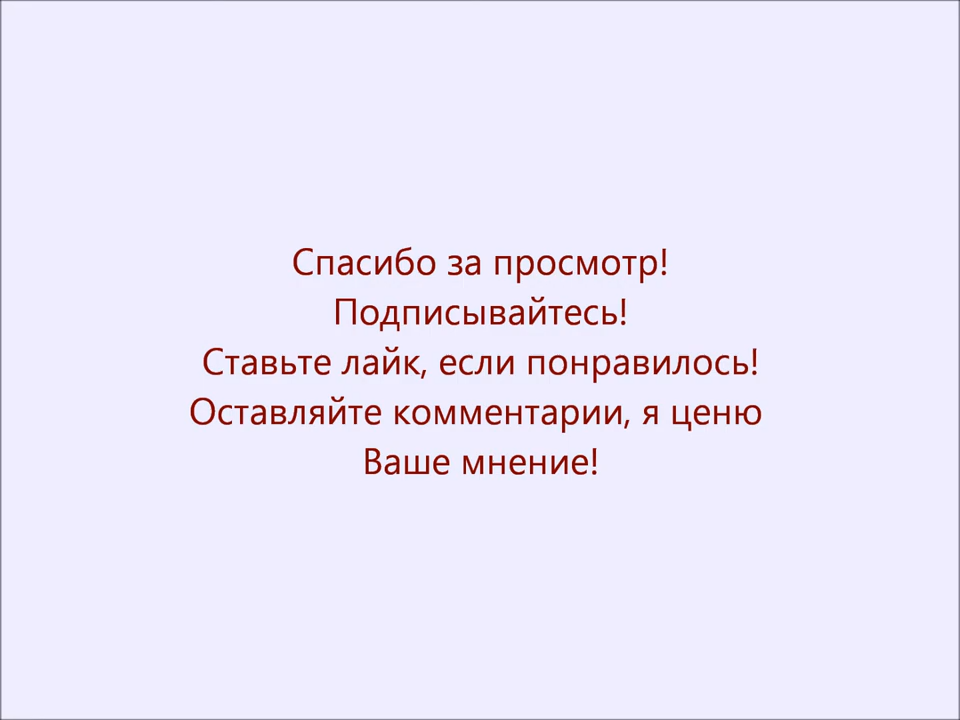 Спасибо за просмотр!
Подписывайтесь!
Ставьте лайк, если понравилось!
Оставляйте комментарии, я ценю
Ваше мнение!